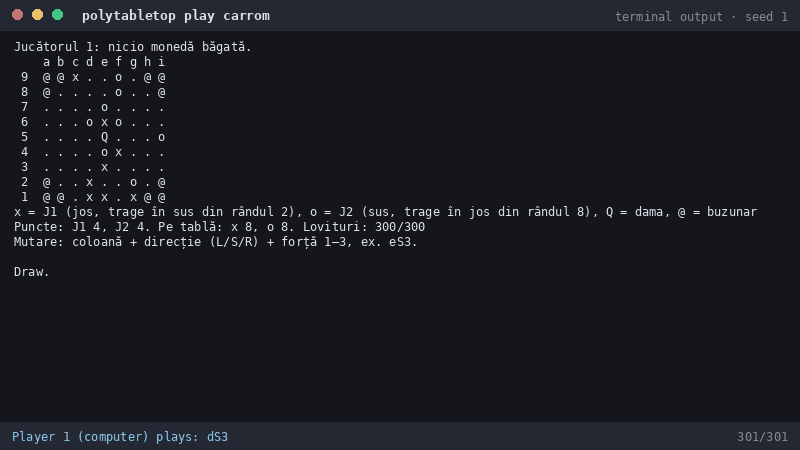 polytabletop play carrom
terminal output · seed 1
Jucătorul 1: nicio monedă băgată.
    a b c d e f g h i
 9  @ @ x . . o . @ @
 8  @ . . . . o . . @
 7  . . . . o . . . .
 6  . . . o x o . . .
 5  . . . . Q . . . o
 4  . . . . o x . . .
 3  . . . . x . . . .
 2  @ . . x . . o . @
 1  @ @ . x x . x @ @
x = J1 (jos, trage în sus din rândul 2), o = J2 (sus, trage în jos din rândul 8), Q = dama, @ = buzunar
Puncte: J1 4, J2 4. Pe tablă: x 8, o 8. Lovituri: 300/300
Mutare: coloană + direcție (L/S/R) + forță 1–3, ex. eS3.
Draw.
Player 1 (computer) plays: dS3
301/301